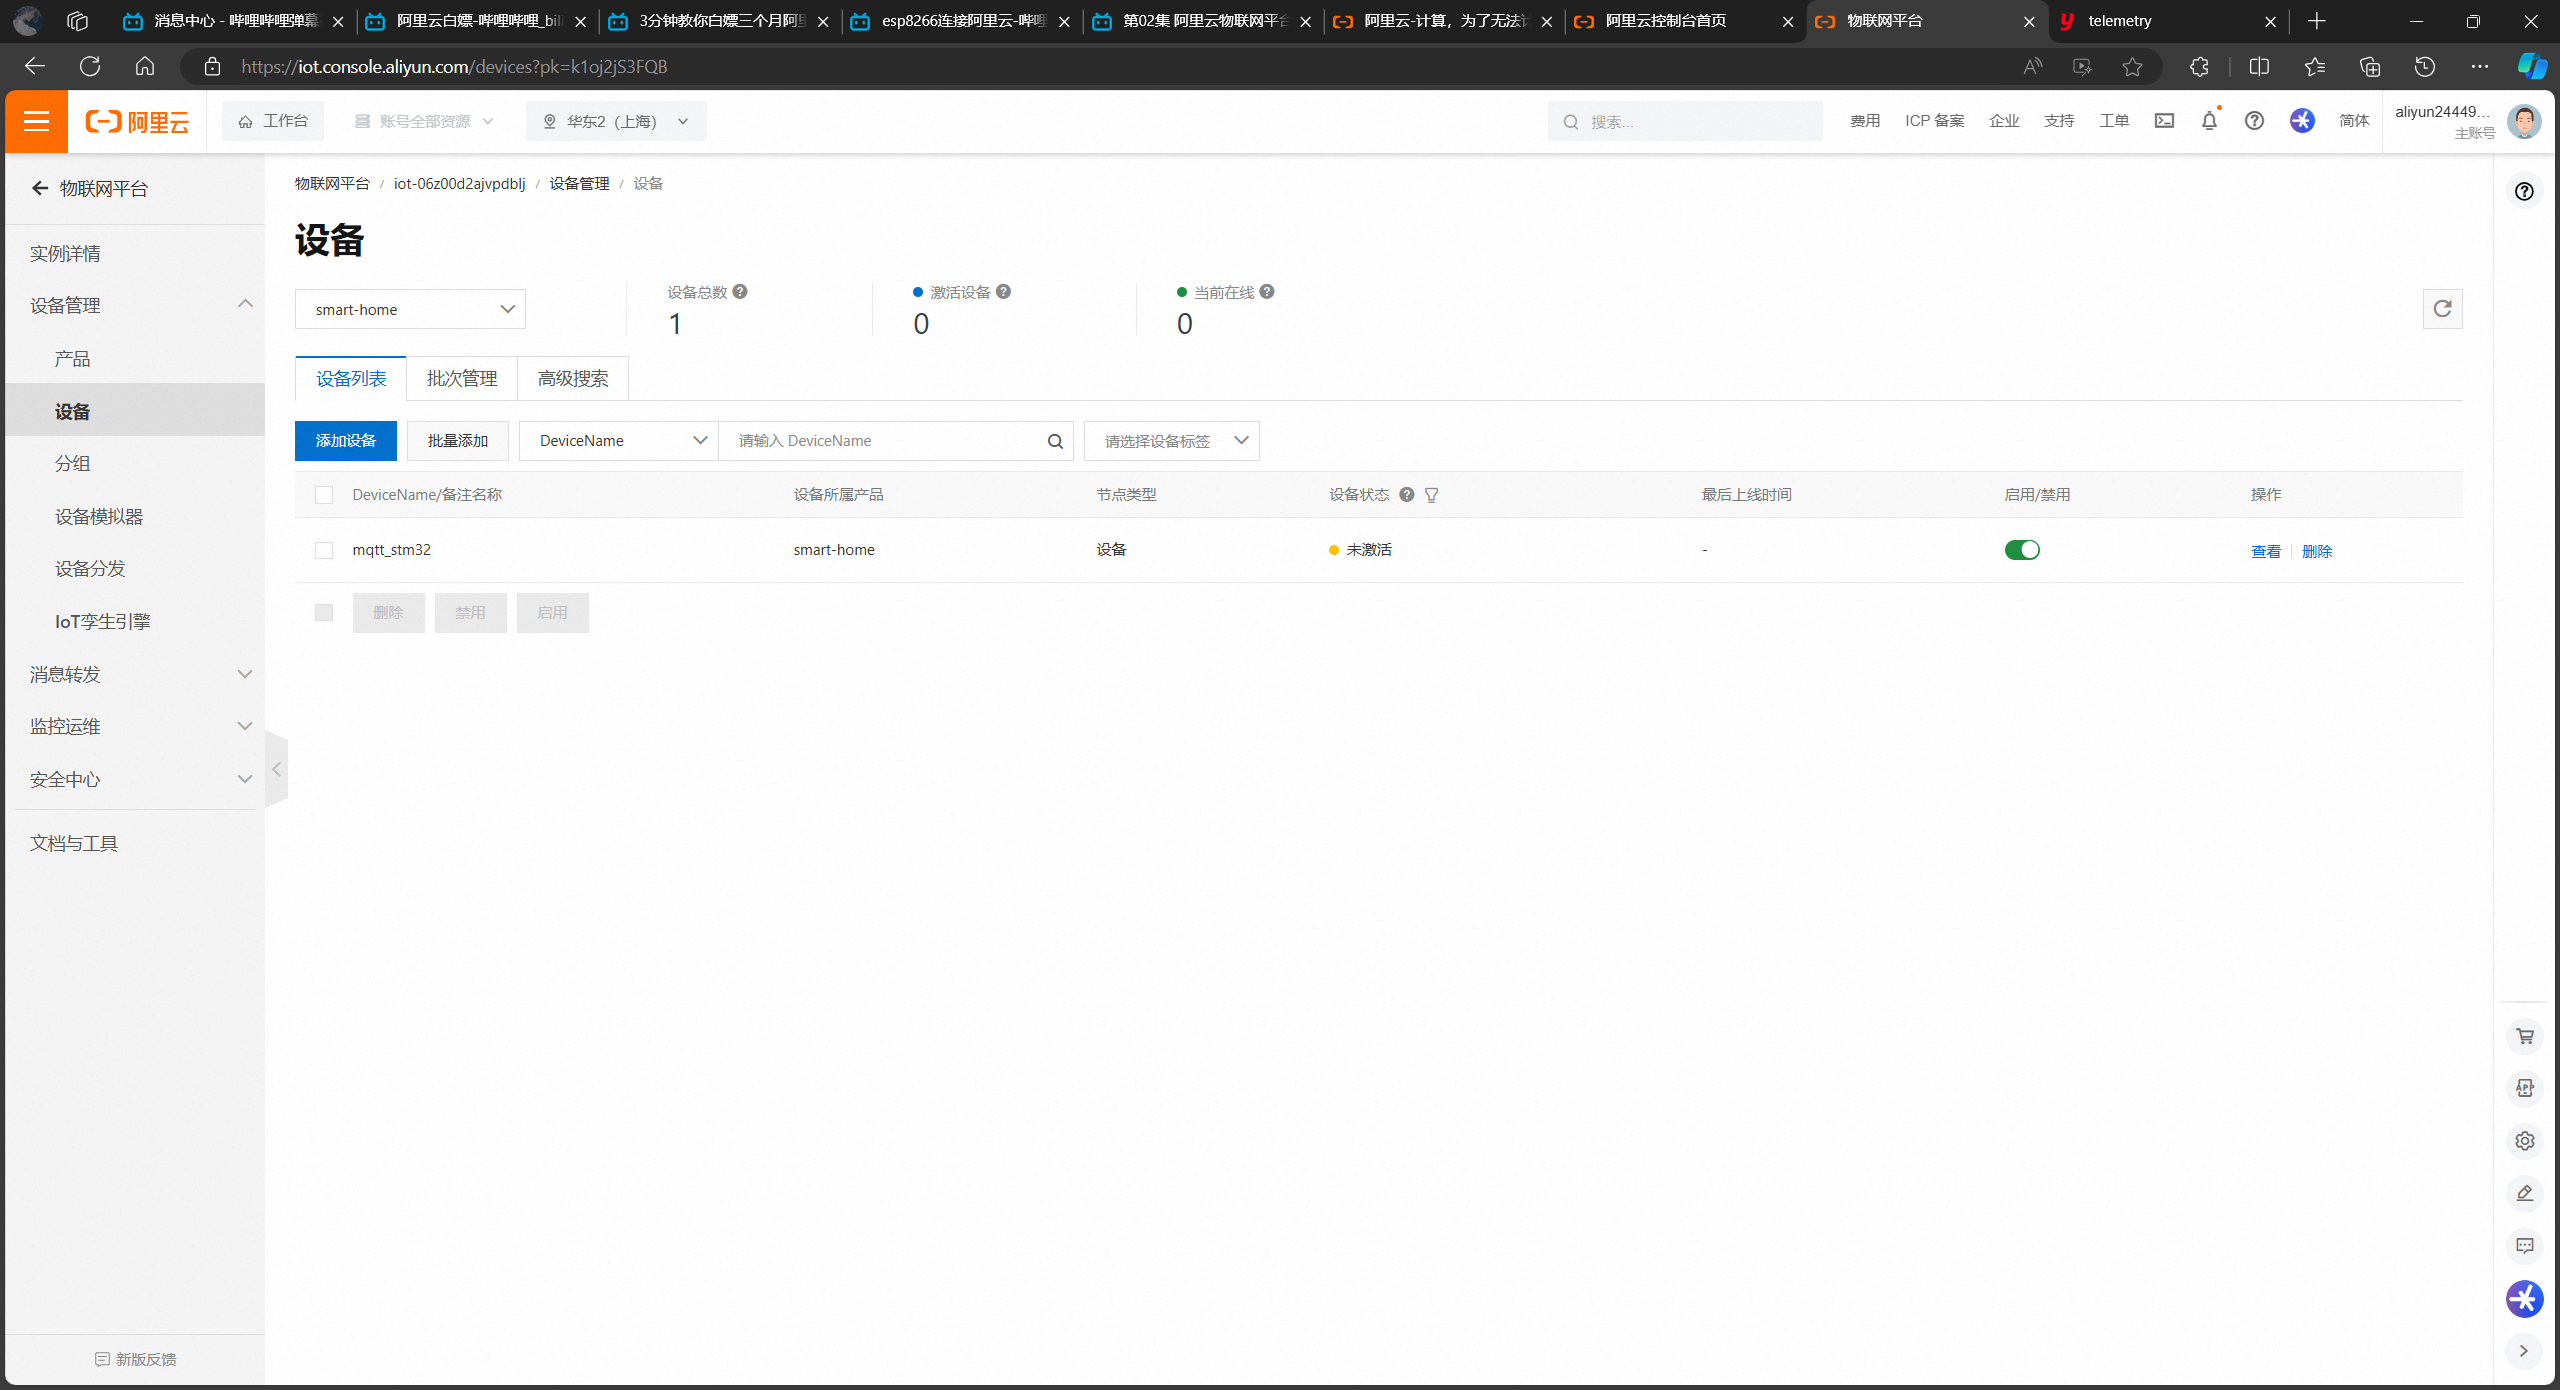 消息中心 - 哔哩哔哩弹幕
阿里云白嫖-哔哩哔哩_bili
3分钟教你白嫖三个月阿里
esp8266连接阿里云-哔哩
第02集 阿里云物联网平台
阿里云-计算，为了无法计
阿里云控制台首页
物联网平台
telemetry
https://iot.console.aliyun.com/devices?pk=k1oj2jS3FQB
阿里云
工作台
账号全部资源
华东2（上海）
搜索...
费用
ICP 备案
企业
支持
工单
简体
aliyun24449...
主账号
物联网平台
实例详情
设备管理
产品
设备
分组
设备模拟器
设备分发
IoT孪生引擎
消息转发
监控运维
安全中心
文档与工具
新版反馈
物联网平台 / iot-06z00d2ajvpdblj / 设备管理 / 设备
设备
smart-home
设备总数
1
激活设备
0
当前在线
0
设备列表
批次管理
高级搜索
添加设备
批量添加
DeviceName
请输入 DeviceName
请选择设备标签
DeviceName/备注名称
设备所属产品
节点类型
设备状态
最后上线时间
启用/禁用
操作
mqtt_stm32
smart-home
设备
未激活
-
查看
删除
删除
禁用
启用
APP